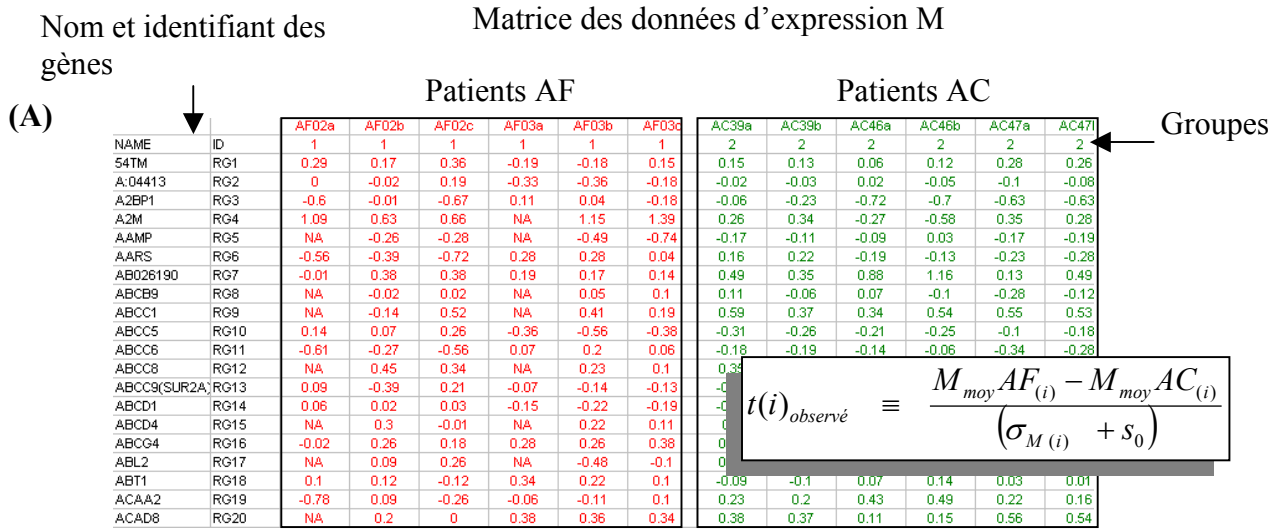 Nom et identifiant des gènes
Matrice des données d’expression M
(A)
Patients AF Patients AC
Groupes
AF02a AF02b AF02c AF03a AF03b AF03c AC39a AC39b AC46a AC46b AC47a
NAME ID 1 1 1 1 1 1 2 2 2 2 2 2
54TM RG1 0.29 0.17 0.36 -0.19 -0.18 0.15 0.15 0.13 0.06 0.12 0.28 0.26
A:04413 RG2 0 -0.02 0.19 -0.33 -0.36 -0.18 -0.02 -0.03 0.02 -0.05 -0.1 -0.08
A2BP1 RG3 -0.6 -0.01 -0.67 0.11 0.04 -0.18 -0.06 -0.23 -0.72 -0.7 -0.63 -0.63
A2M RG4 1.09 0.63 0.66 NA 1.15 1.39 0.26 0.34 -0.27 -0.58 0.35 0.28
AAMP RG5 NA -0.26 -0.28 NA -0.49 -0.74 -0.17 -0.11 -0.09 0.03 -0.17 -0.19
AARS RG6 -0.56 -0.39 -0.72 0.28 0.28 0.04 0.16 0.22 -0.19 -0.13 -0.23 -0.28
AB026190 RG7 -0.01 0.38 0.38 0.19 0.17 0.14 0.49 0.35 0.88 1.16 0.13 0.49
ABCB9 RG8 NA -0.02 0.02 NA 0.05 0.1 0.11 -0.06 0.07 -0.1 -0.28 -0.12
ABCC1 RG9 NA -0.14 0.52 NA 0.41 0.19 0.59 0.37 0.34 0.54 0.55 0.53
ABCC5 RG10 0.14 0.07 0.26 -0.36 -0.56 -0.38 -0.31 -0.26 -0.21 -0.25 -0.1 -0.18
ABCC6 RG11 -0.61 -0.27 -0.56 0.07 0.2 0.06 -0.18 -0.19 -0.14 -0.06 -0.34 -0.28
ABCC8 RG12 NA 0.45 0.34 NA 0.23 0.1
ABCC9(SUR2A) RG13 0.09 -0.39 0.21 -0.07 -0.14 -0.13
ABCD1 RG14 0.06 0.02 0.03 -0.15 -0.22 -0.19
ABCD4 RG15 NA 0.3 -0.01 NA 0.22 0.11
ABCG4 RG16 -0.02 0.26 0.18 0.28 0.26 0.38
ABL2 RG17 NA 0.09 0.26 NA -0.48 -0.1
ABT1 RG18 0.1 0.12 -0.12 0.34 0.22 0.1 -0.09 -0.1 0.07 0.14 0.03 0.01
ACAA2 RG19 -0.78 0.09 -0.26 -0.06 -0.11 0.1 0.23 0.2 0.43 0.49 0.22 0.16
ACAD8 RG20 NA 0.2 0 0.38 0.36 0.34 0.38 0.37 0.11 0.15 0.56 0.54
M moy AF (i) − M moy AC (i)
t(i) observé ≡
(σ M (i) + s 0)